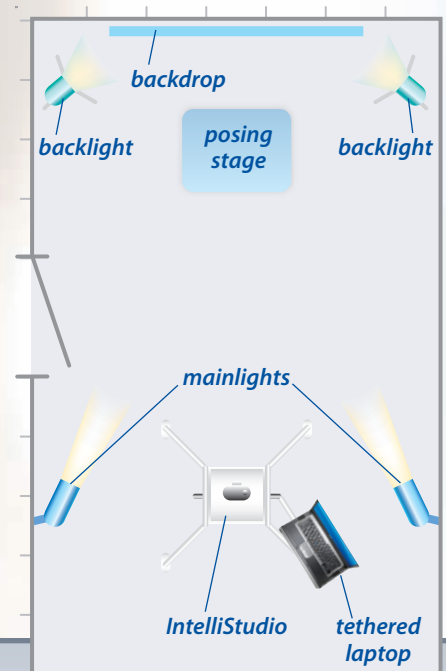 backdrop
backlight
posing
stage
backlight
mainlights
IntelliStudio
tethered
laptop